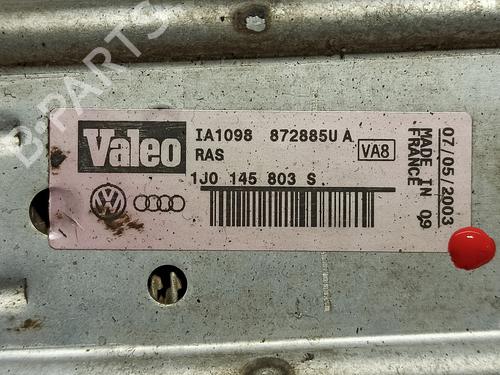 B-PARTS
Valeo
IA1098 872885U A
RAS
VA8
1J0 145 803 S
07/05/2003
MADE IN 09
FRANCE